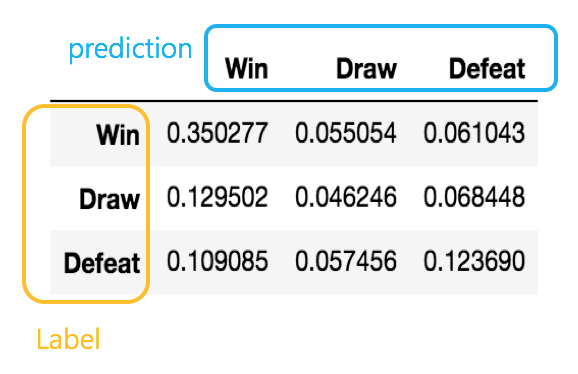 prediction
Win Draw Defeat
Win 0.350277 0.055054 0.061043
Draw 0.129502 0.046246 0.068448
Defeat 0.109085 0.057456 0.123690
Label